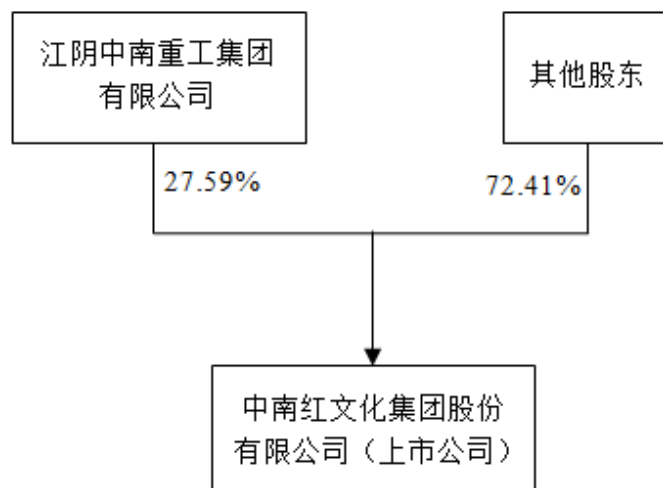 江阴中南重工集团
有限公司
其他股东
27.59%
72.41%
中南红文化集团股份
有限公司（上市公司）